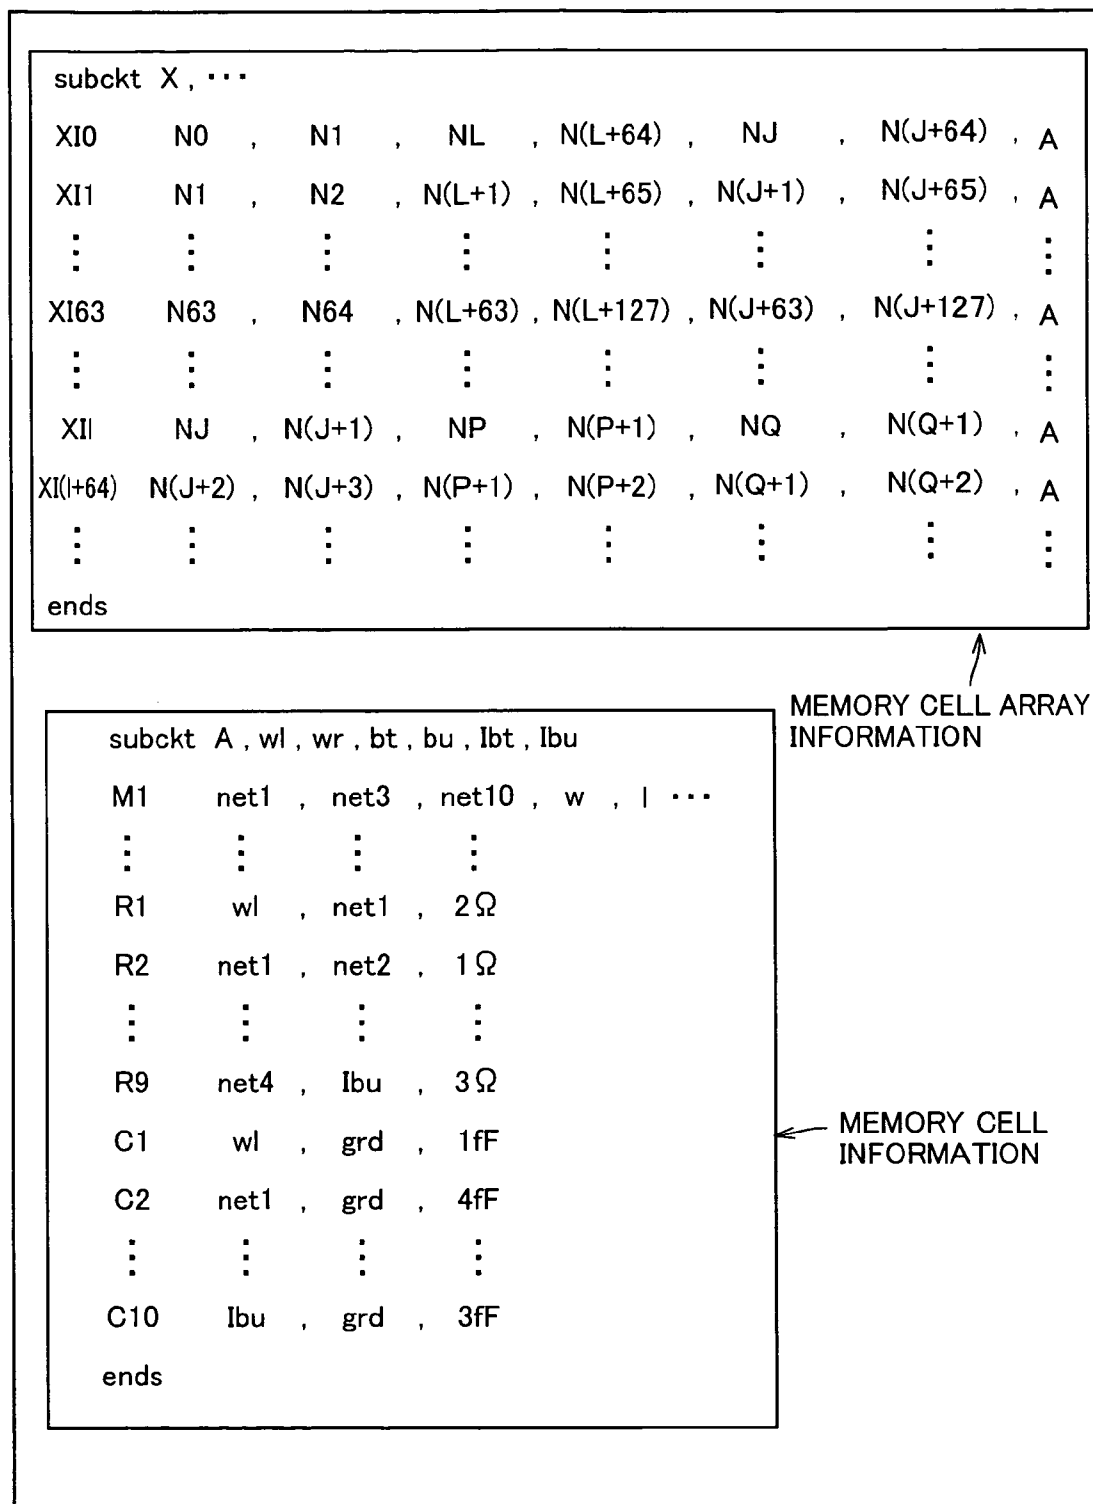 subckt X , ･･･
XI0 N0 , N1 , NL , N(L+64) , NJ , N(J+64) , A
XI1 N1 , N2 , N(L+1) , N(L+65) , N(J+1) , N(J+65) , A
XI63 N63 , N64 , N(L+63) , N(L+127) , N(J+63) , N(J+127) , A
XII NJ , N(J+1) , NP , N(P+1) , NQ , N(Q+1) , A
XI(I+64) N(J+2) , N(J+3) , N(P+1) , N(P+2) , N(Q+1) , N(Q+2) , A
ends
MEMORY CELL ARRAY
INFORMATION
subckt A , wl , wr , bt , bu , Ibt , Ibu
M1 net1 , net3 , net10 , w , l ･･･
R1 wl , net1 , 2Ω
R2 net1 , net2 , 1Ω
R9 net4 , Ibu , 3Ω
C1 wl , grd , 1fF
C2 net1 , grd , 4fF
C10 Ibu , grd , 3fF
ends
MEMORY CELL
INFORMATION